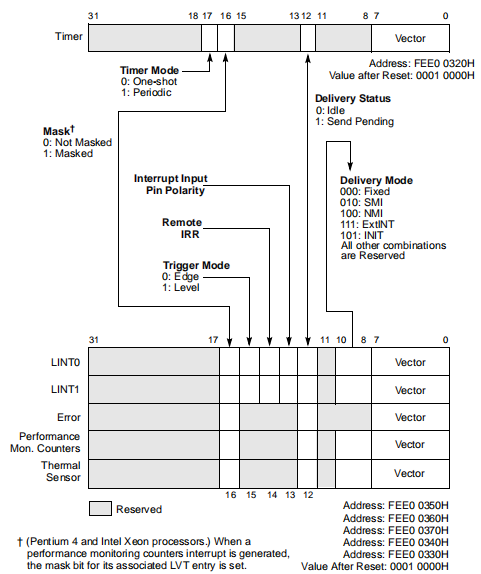 31 18 17 16 15 13 12 11 8 7 0
Timer Vector
Address: FEE0 0320H
Value after Reset: 0001 0000H
Timer Mode
0: One-shot
1: Periodic
Delivery Status
0: Idle
1: Send Pending
Mask†
0: Not Masked
1: Masked
Interrupt Input
Pin Polarity
Delivery Mode
000: Fixed
010: SMI
100: NMI
111: ExtINT
101: INIT
All other combinations
are Reserved
Remote
IRR
Trigger Mode
0: Edge
1: Level
31 17 11 10 8 7 0
LINT0 Vector
LINT1 Vector
Error Vector
Performance
Mon. Counters Vector
Thermal
Sensor Vector
16 15 14 13 12
Reserved
Address: FEE0 0350H
Address: FEE0 0360H
Address: FEE0 0370H
Address: FEE0 0340H
Address: FEE0 0330H
Value After Reset: 0001 0000H
† (Pentium 4 and Intel Xeon processors.) When a
performance monitoring counters interrupt is generated,
the mask bit for its associated LVT entry is set.